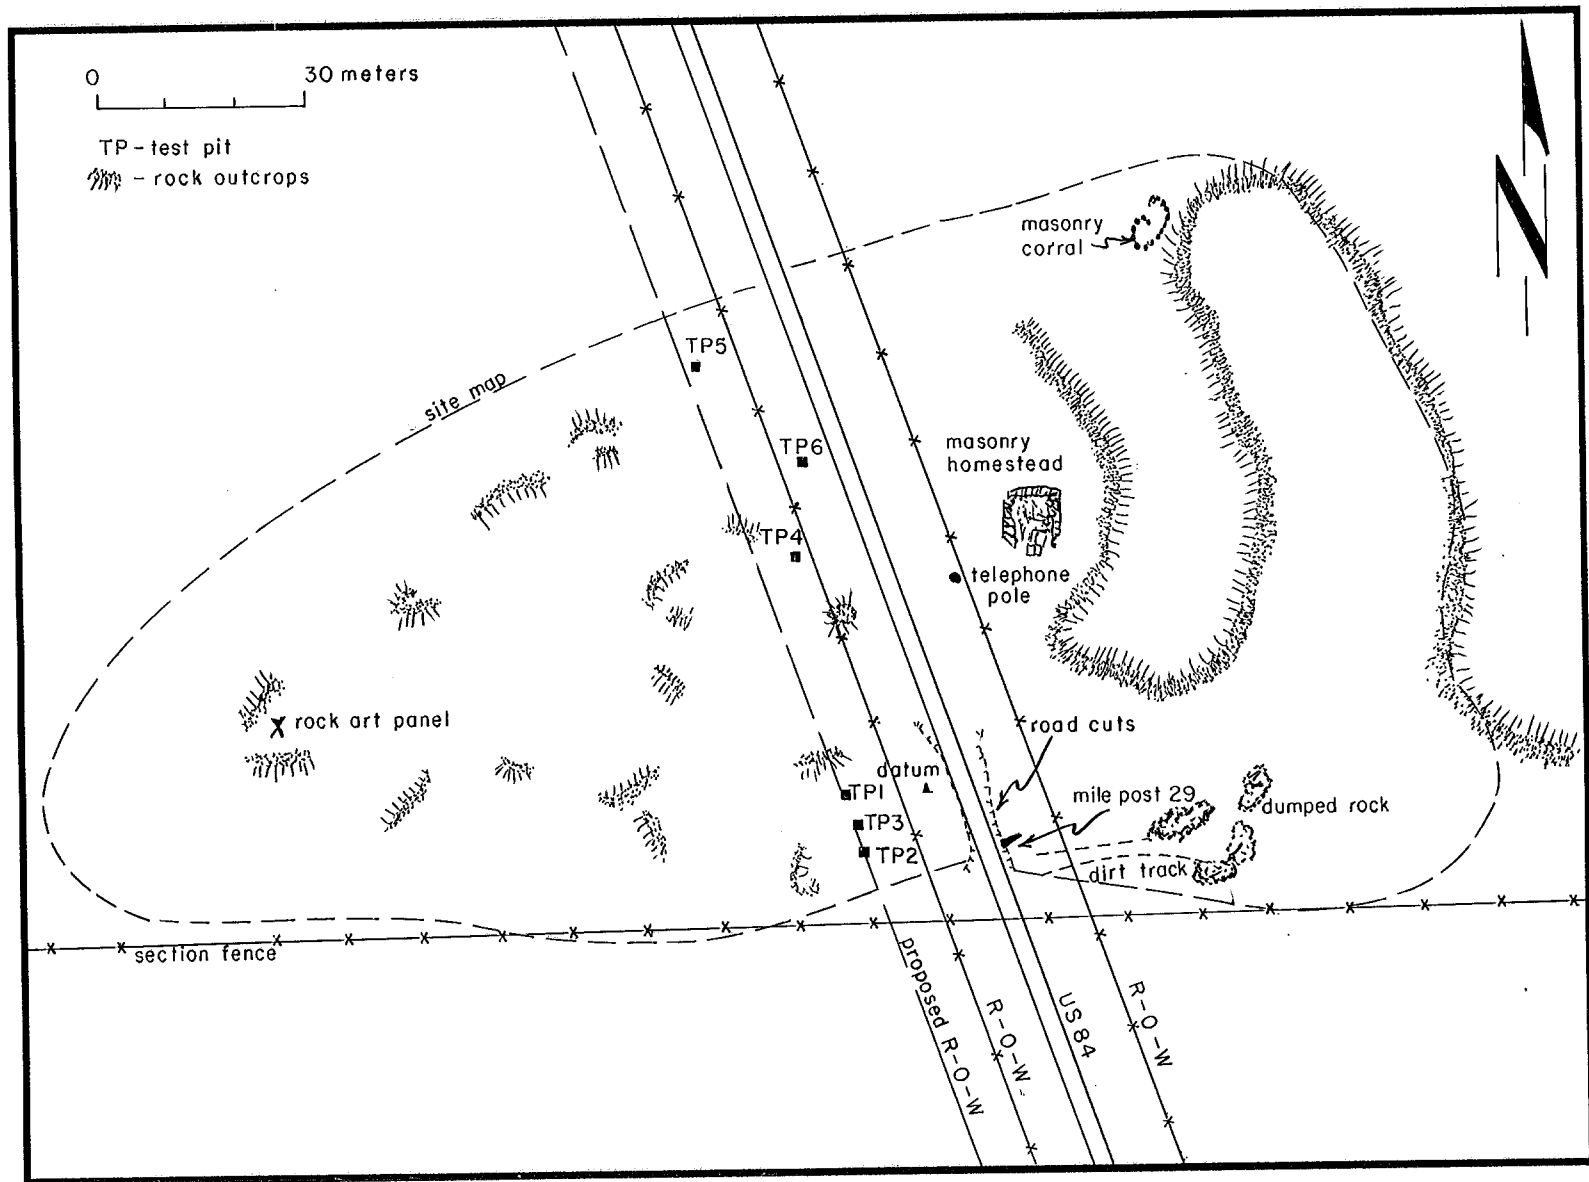 0 30 meters
TP - test pit
- rock outcrops
N
masonry
corral
TP5
site map
TP6
masonry
homestead
TP4
telephone
pole
X rock art panel
road cuts
datum
TP1
mile post 29
dumped rock
TP3
TP2
dirt track
section fence
proposed R-O-W
R-O-W
US 84
R-O-W